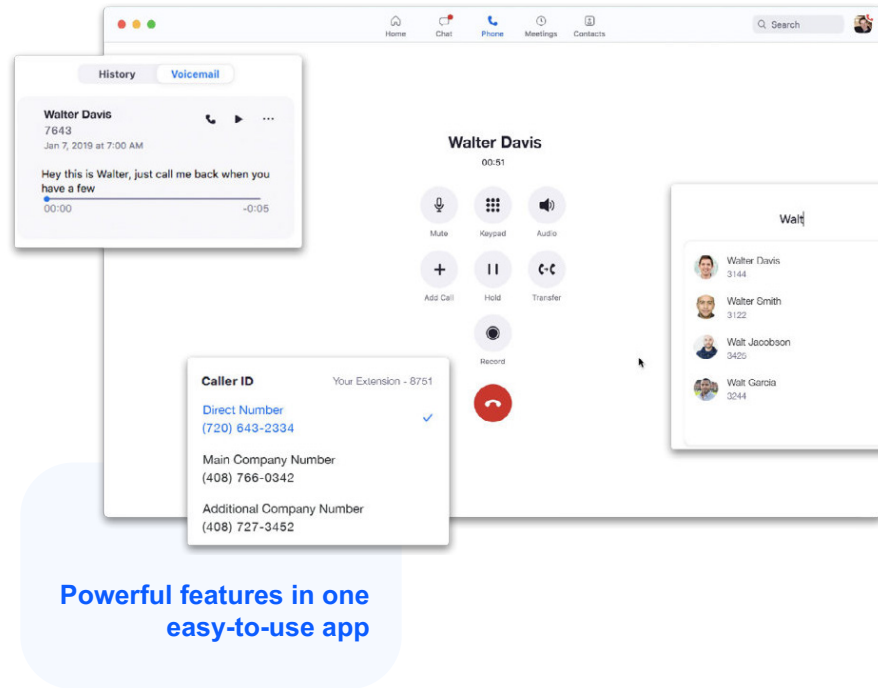 Home Chat Phone Meetings Contacts
Search
History Voicemail
Walter Davis
7643
Jan 7, 2019 at 7:00 AM
Hey this is Walter, just call me back when you
have a few
00:00 -0:05
Walter Davis
00:51
Mute Keypad Audio
Add Call Hold Transfer
Record
Walt
Walter Davis
3144
Walter Smith
3122
Walt Jacobson
3425
Walt Garcia
3244
Caller ID Your Extension - 8751
Direct Number
(720) 643-2334
Main Company Number
(408) 766-0342
Additional Company Number
(408) 727-3452
Powerful features in one
easy-to-use app